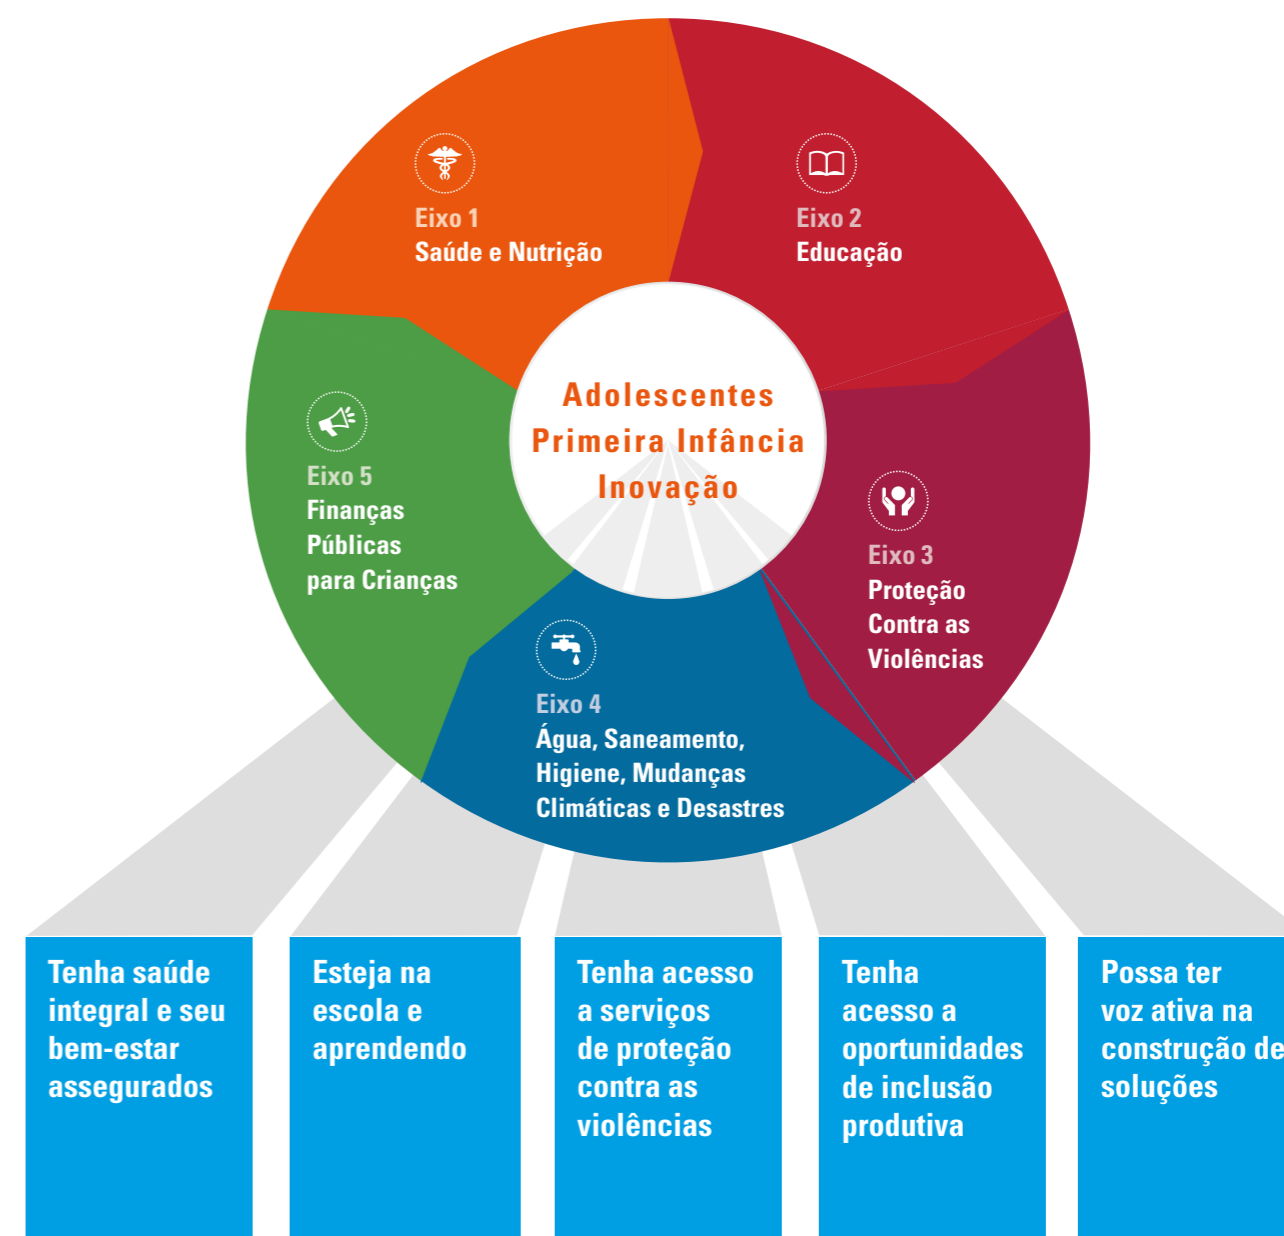 Eixo 1
Saúde e Nutrição
Eixo 2
Educação
Adolescentes
Primeira Infância
Inovação
Eixo 5
Finanças
Públicas
para Crianças
Eixo 3
Proteção
Contra as
Violências
Eixo 4
Água, Saneamento,
Higiene, Mudanças
Climáticas e Desastres
Tenha saúde
integral e seu
bem-estar
assegurados
Esteja na
escola e
aprendendo
Tenha acesso
a serviços
de proteção
contra as
violências
Tenha
acesso a
oportunidades
de inclusão
produtiva
Possa ter
voz ativa na
construção de
soluções